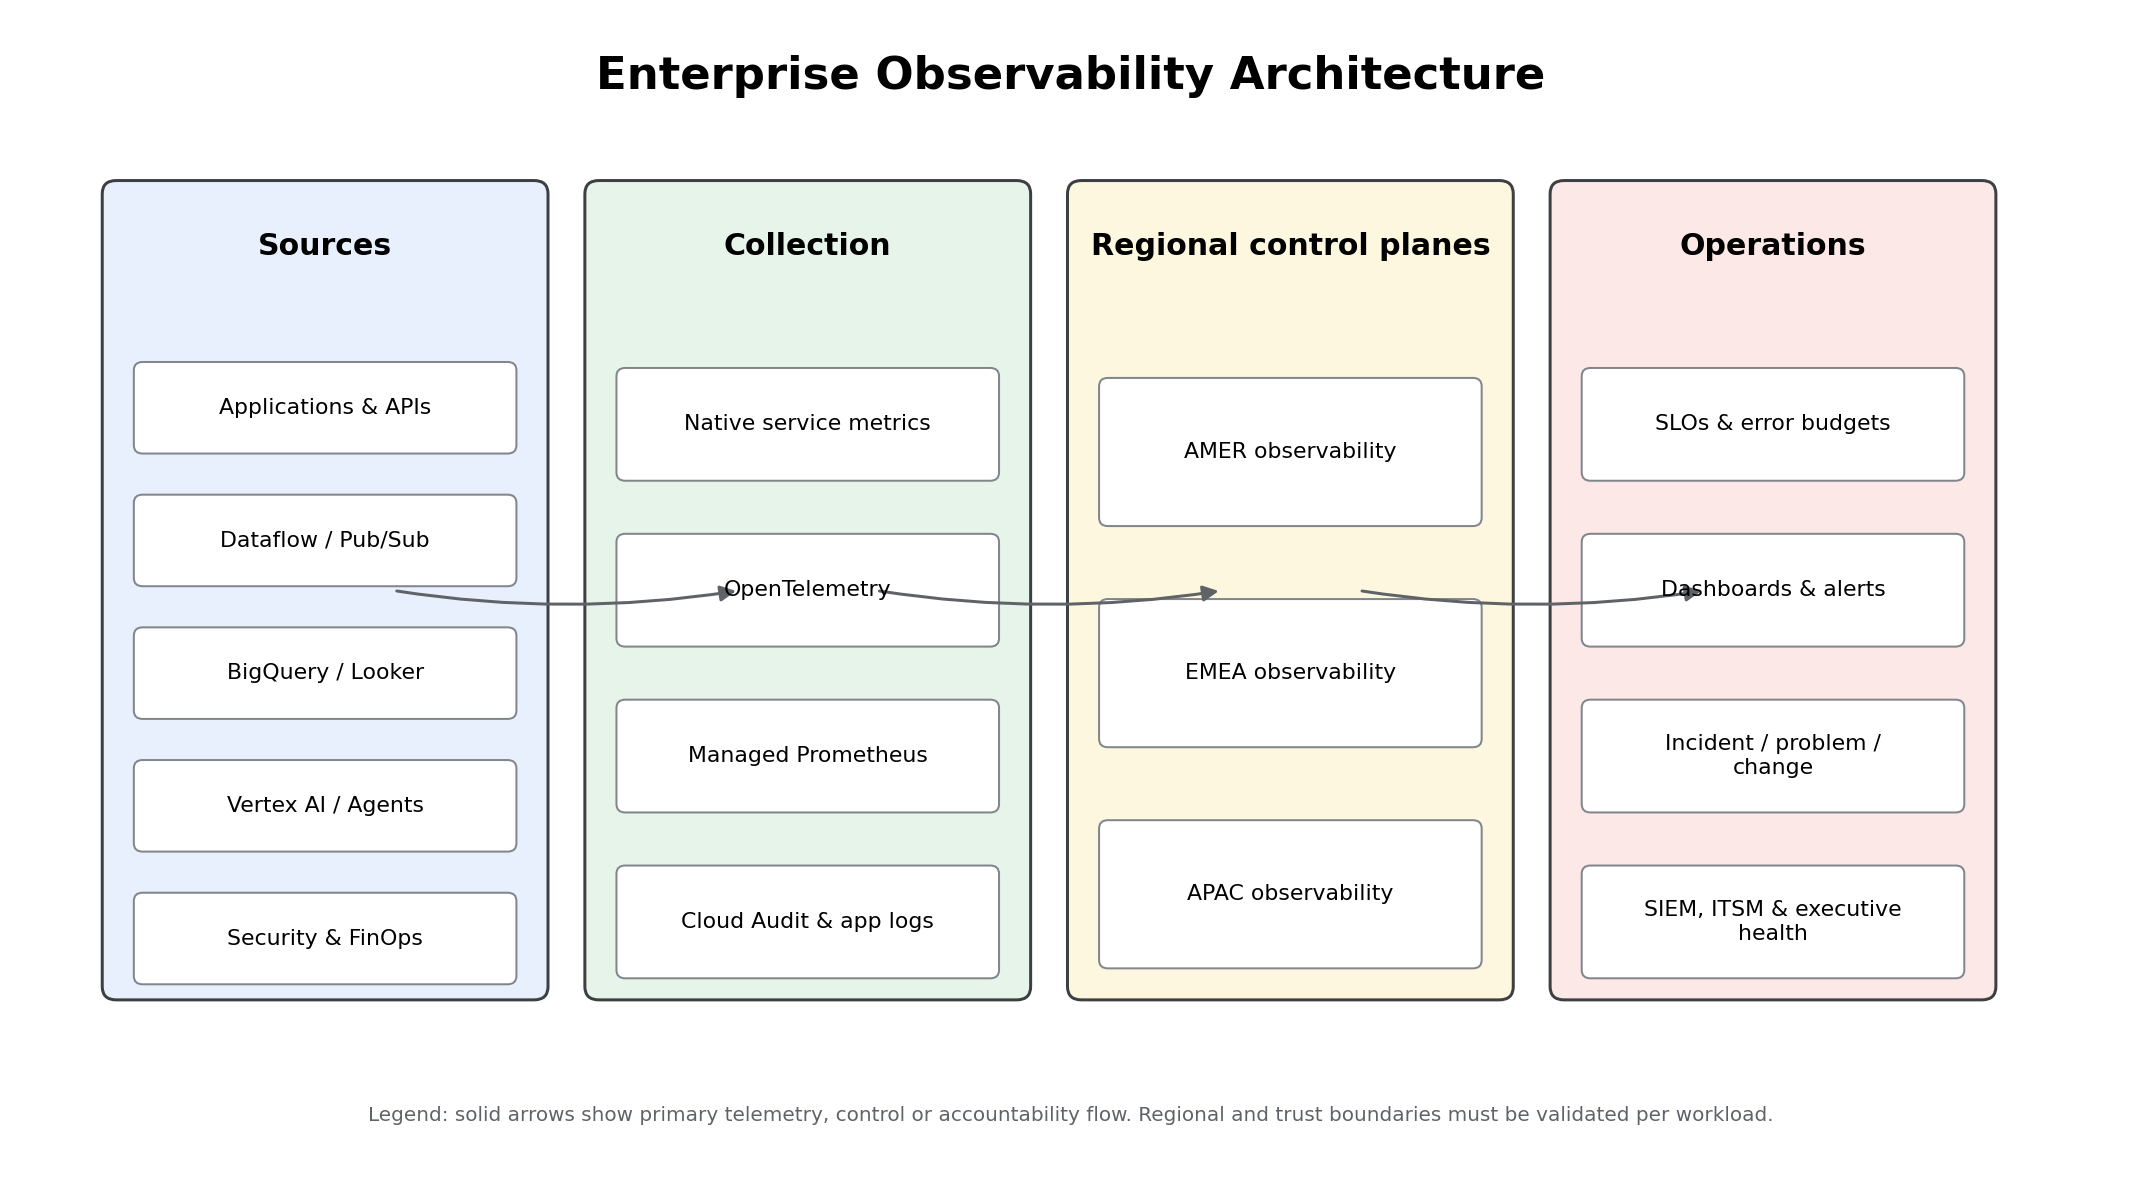 Enterprise Observability Architecture
Sources
Applications & APIs
Dataflow / Pub/Sub
BigQuery / Looker
Vertex AI / Agents
Security & FinOps
Collection
Native service metrics
OpenTelemetry
Managed Prometheus
Cloud Audit & app logs
Regional control planes
AMER observability
EMEA observability
APAC observability
Operations
SLOs & error budgets
Dashboards & alerts
Incident / problem /
change
SIEM, ITSM & executive
health
Legend: solid arrows show primary telemetry, control or accountability flow. Regional and trust boundaries must be validated per workload.